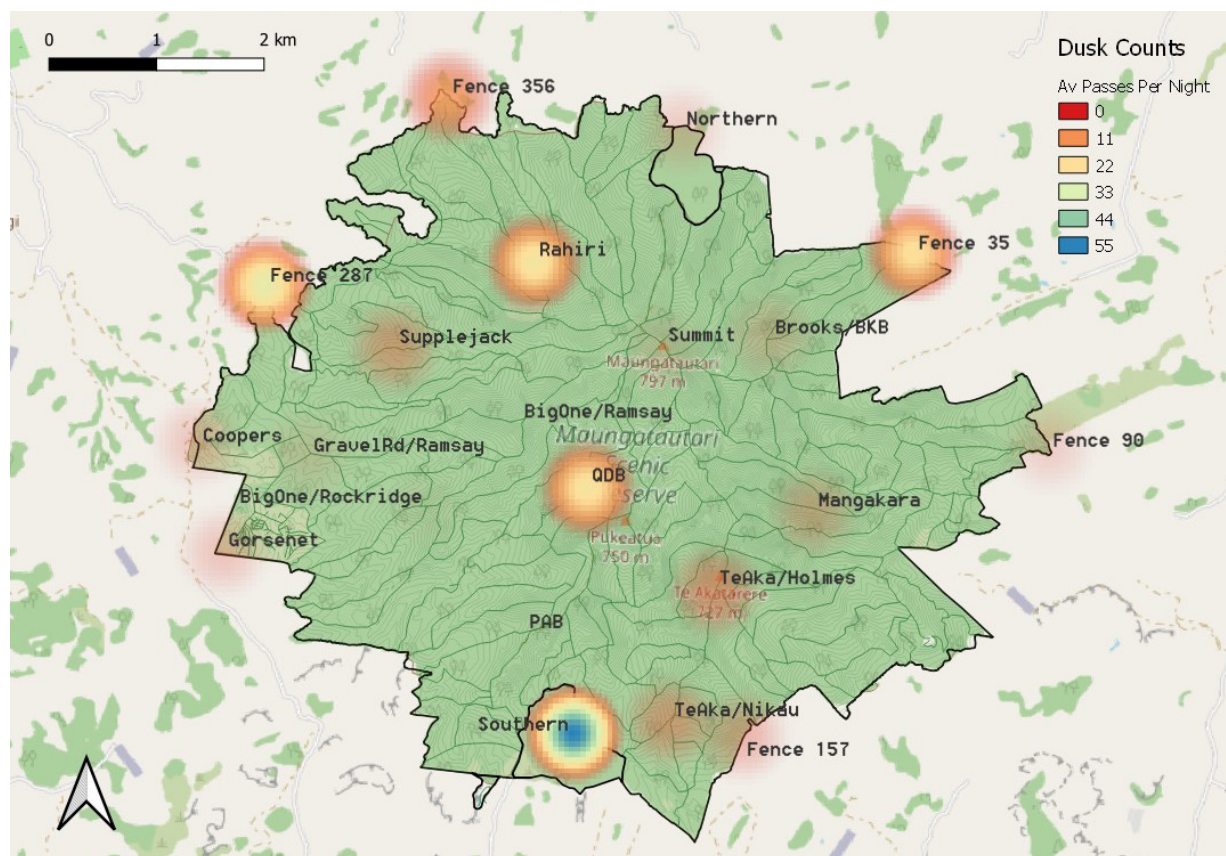 0 1 2 km
Dusk Counts
Av Passes Per Night
0
11
22
33
44
55
Fence 356
Northern
Rahiri
Fence 35
gi
Fence 287
Supplejack
Summit
Brooks/BKB
Maungatautari
797 m
BigOne/Ramsay
Coopers
GravelRd/Ramsay
Maungatautari
Scenic
Reserve
Fence 90
QDB
BigOne/Rockridge
Mangakara
Gorsenet
Pukeatua
750 m
TeAka/Holmes
Te Akatarere
727 m
PAB
Southern
TeAka/Nikau
Fence 157